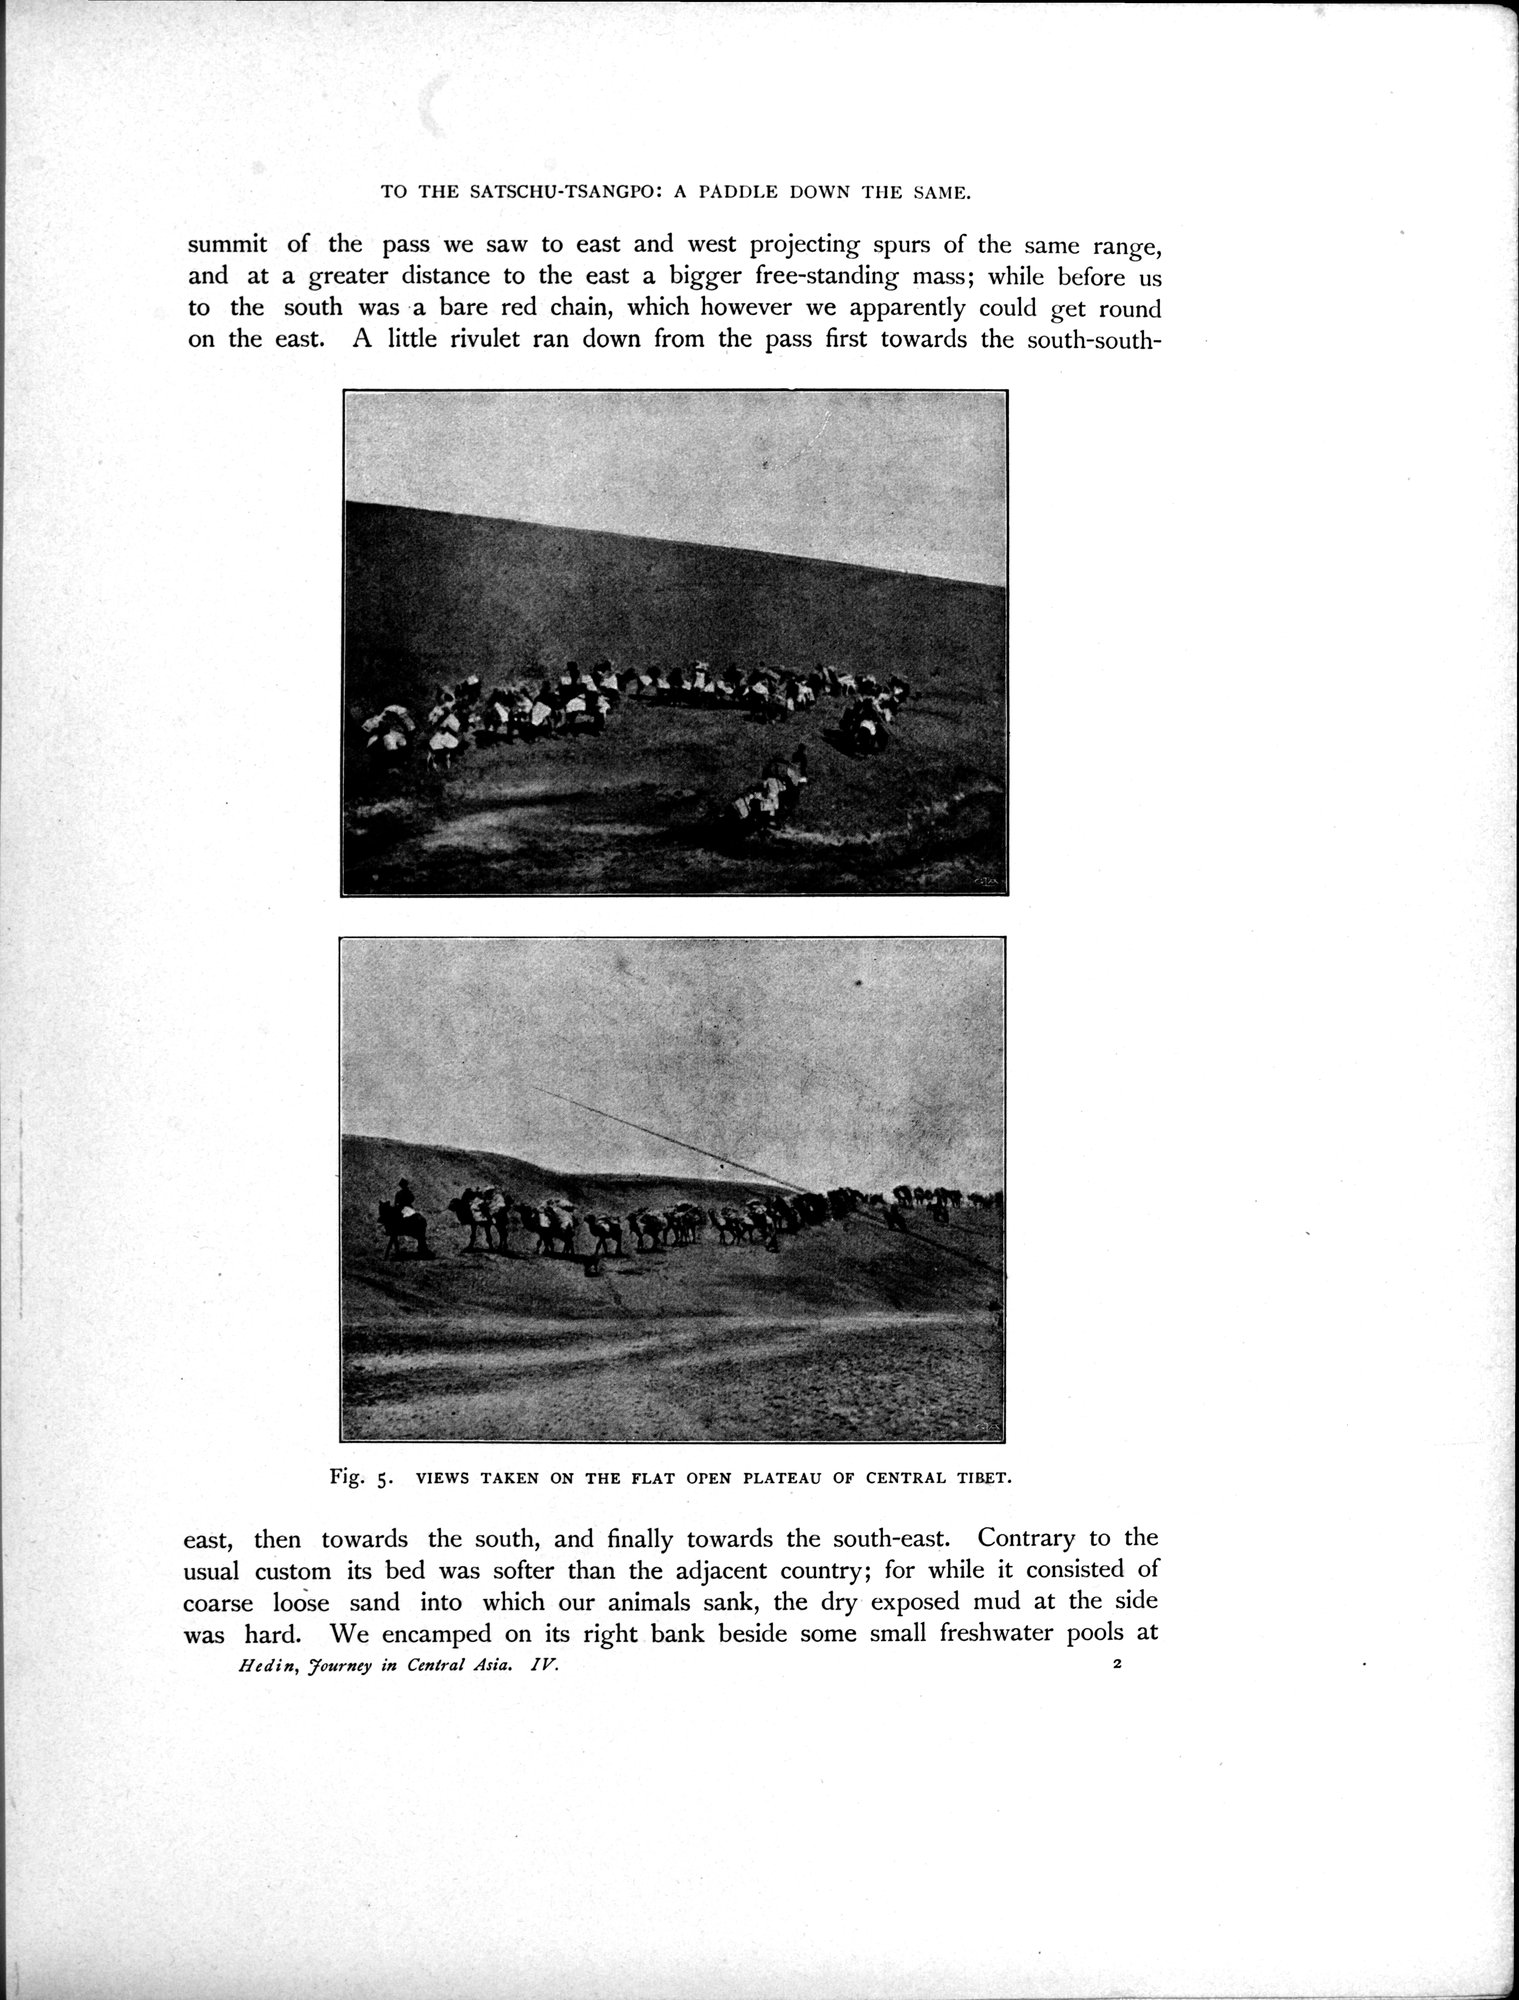 TO THE SATSCHU-TSANGPO: A PADDLE DOWN THE SAME.
summit of the pass we saw to east and west projecting spurs of the same range,
and at a greater distance to the east a bigger free-standing mass; while before us
to the south was a bare red chain, which however we apparently could get round
on the east. A little rivulet ran down from the pass first towards the south-south-
Fig. 5. VIEWS TAKEN ON THE FLAT OPEN PLATEAU OF CENTRAL TIBET.
east, then towards the south, and finally towards the south-east. Contrary to the
usual custom its bed was softer than the adjacent country; for while it consisted of
coarse loose sand into which our animals sank, the dry exposed mud at the side
was hard. We encamped on its right bank beside some small freshwater pools at
Hedin, Journey in Central Asia. IV. 2